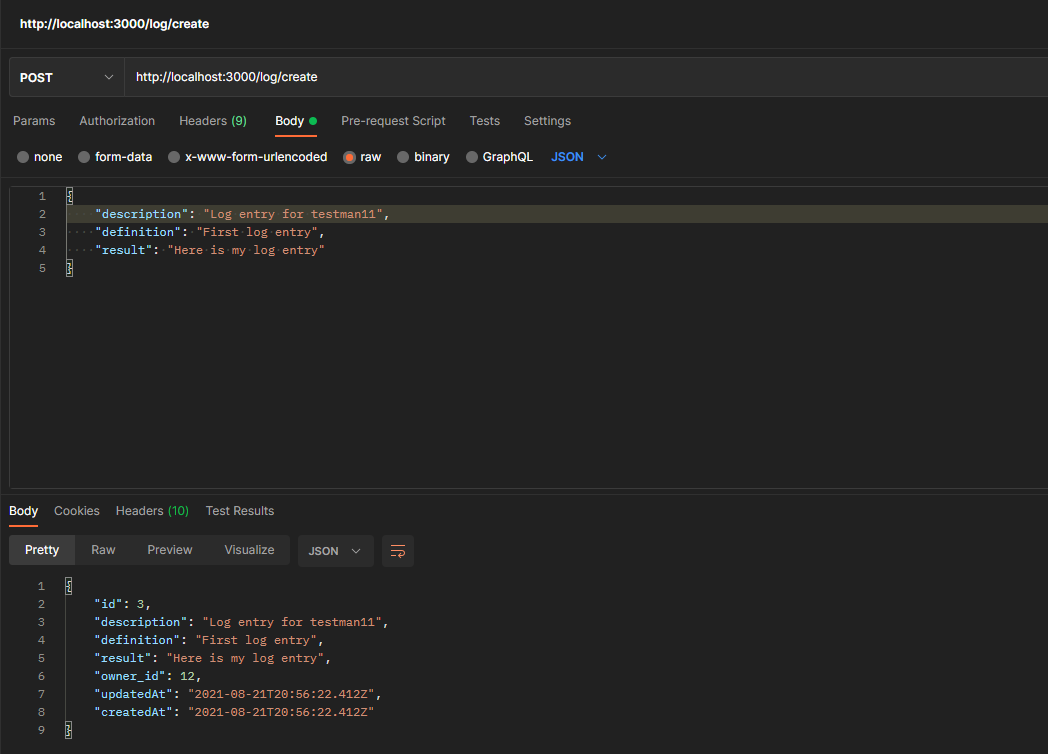 http://localhost:3000/log/create
POST http://localhost:3000/log/create
Params Authorization Headers (9) Body Pre-request Script Tests Settings
none form-data x-www-form-urlencoded raw binary GraphQL JSON
1 {
2 "description": "Log entry for testman11",
3 "definition": "First log entry",
4 "result": "Here is my log entry"
5 }
Body Cookies Headers (10) Test Results
Pretty Raw Preview Visualize JSON
1 {
2 "id": 3,
3 "description": "Log entry for testman11",
4 "definition": "First log entry",
5 "result": "Here is my log entry",
6 "owner_id": 12,
7 "updatedAt": "2021-08-21T20:56:22.412Z",
8 "createdAt": "2021-08-21T20:56:22.412Z"
9 }